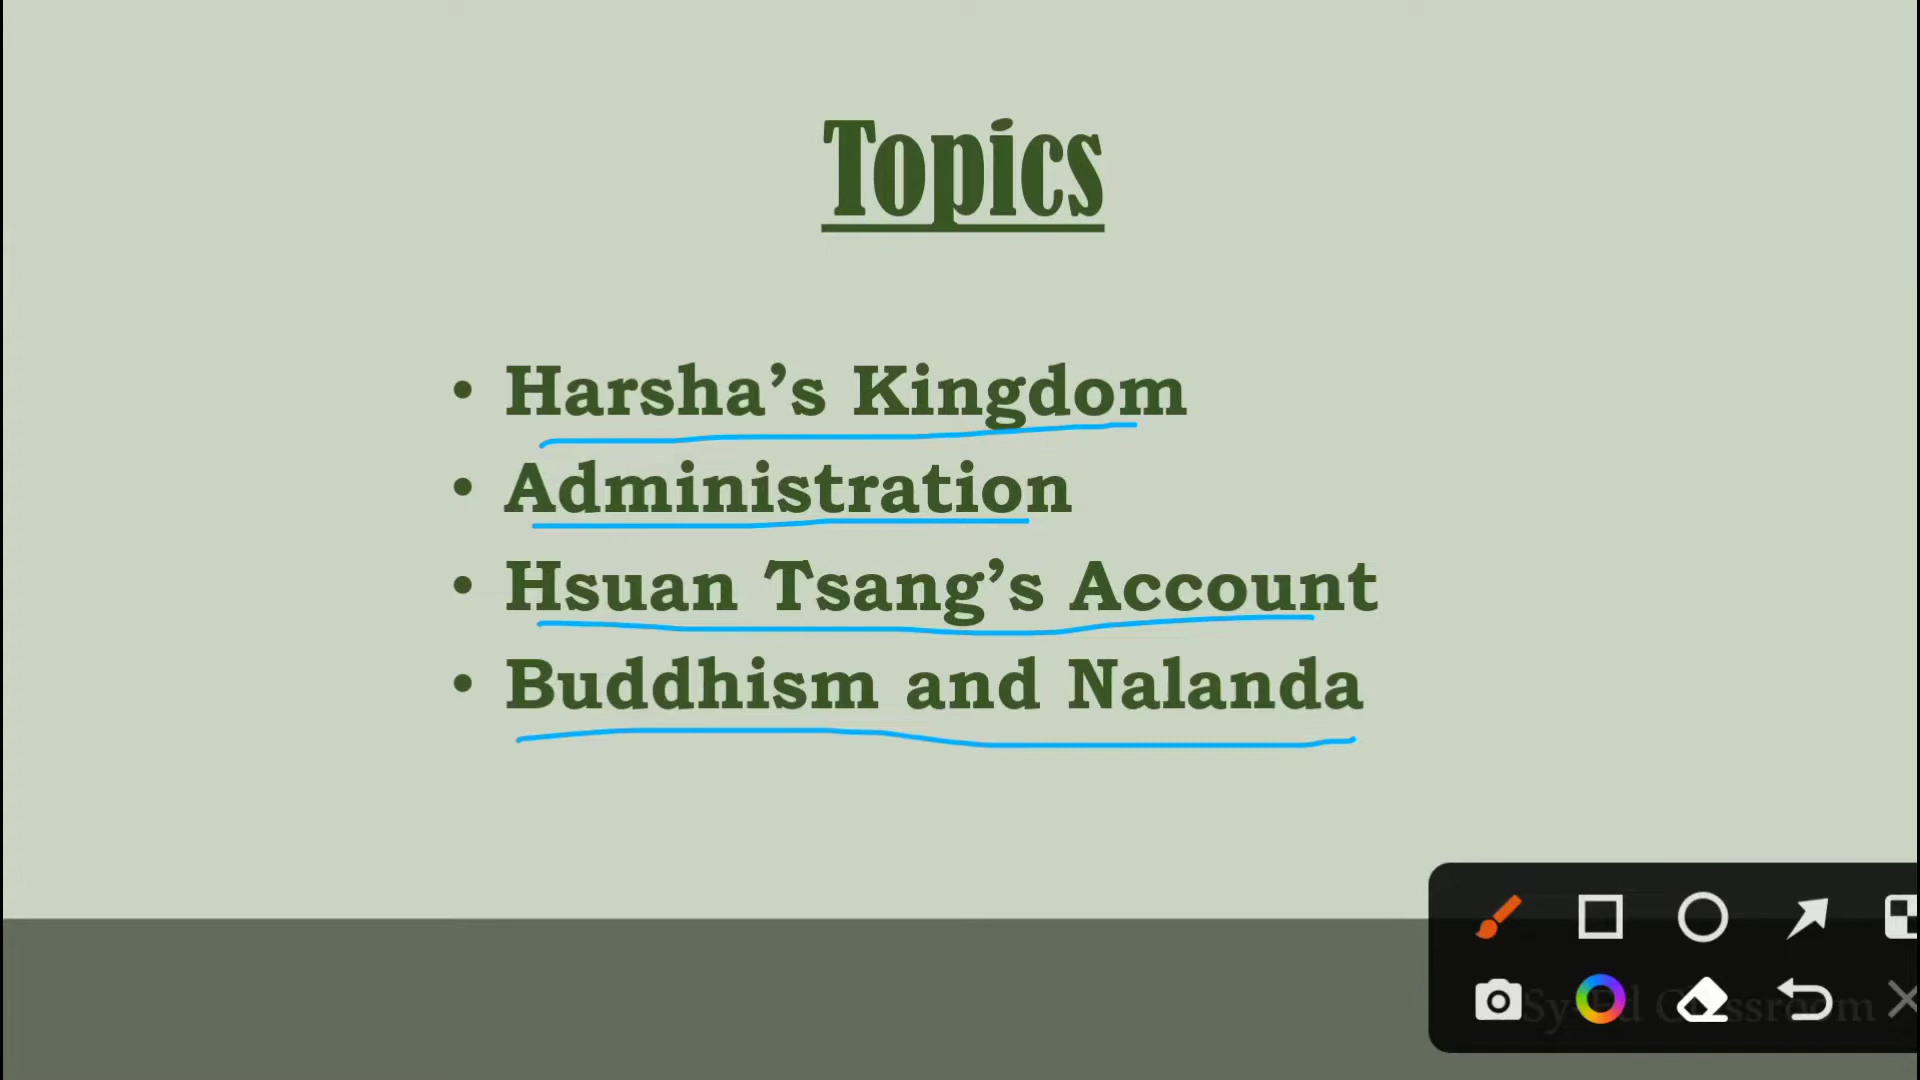 Topics
• Harsha’s Kingdom
• Administration
• Hsuan Tsang’s Account
• Buddhism and Nalanda